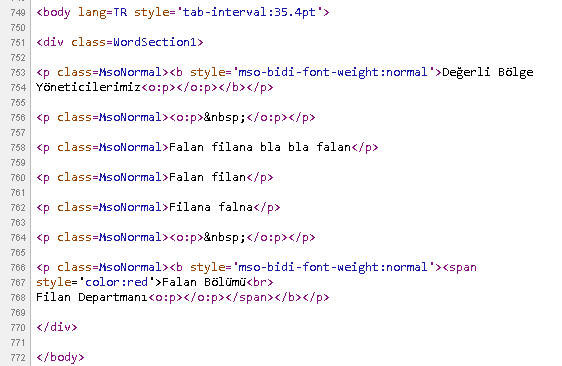 749 <body lang=TR style='tab-interval:35.4pt'>
750
751 <div class=WordSection1>
752
753 <p class=MsoNormal><b style='mso-bidi-font-weight:normal'>Değerli Bölge
754 Yöneticilerimiz<o:p></o:p></b></p>
755
756 <p class=MsoNormal><o:p>&nbsp;</o:p></p>
757
758 <p class=MsoNormal>Falan filana bla bla falan</p>
759
760 <p class=MsoNormal>Falan filan</p>
761
762 <p class=MsoNormal>Filana falna</p>
763
764 <p class=MsoNormal><o:p>&nbsp;</o:p></p>
765
766 <p class=MsoNormal><b style='mso-bidi-font-weight:normal'><span
767 style='color:red'>Falan Bölümü<br>
768 Filan Departmanı<o:p></o:p></span></b></p>
769
770 </div>
771
772 </body>